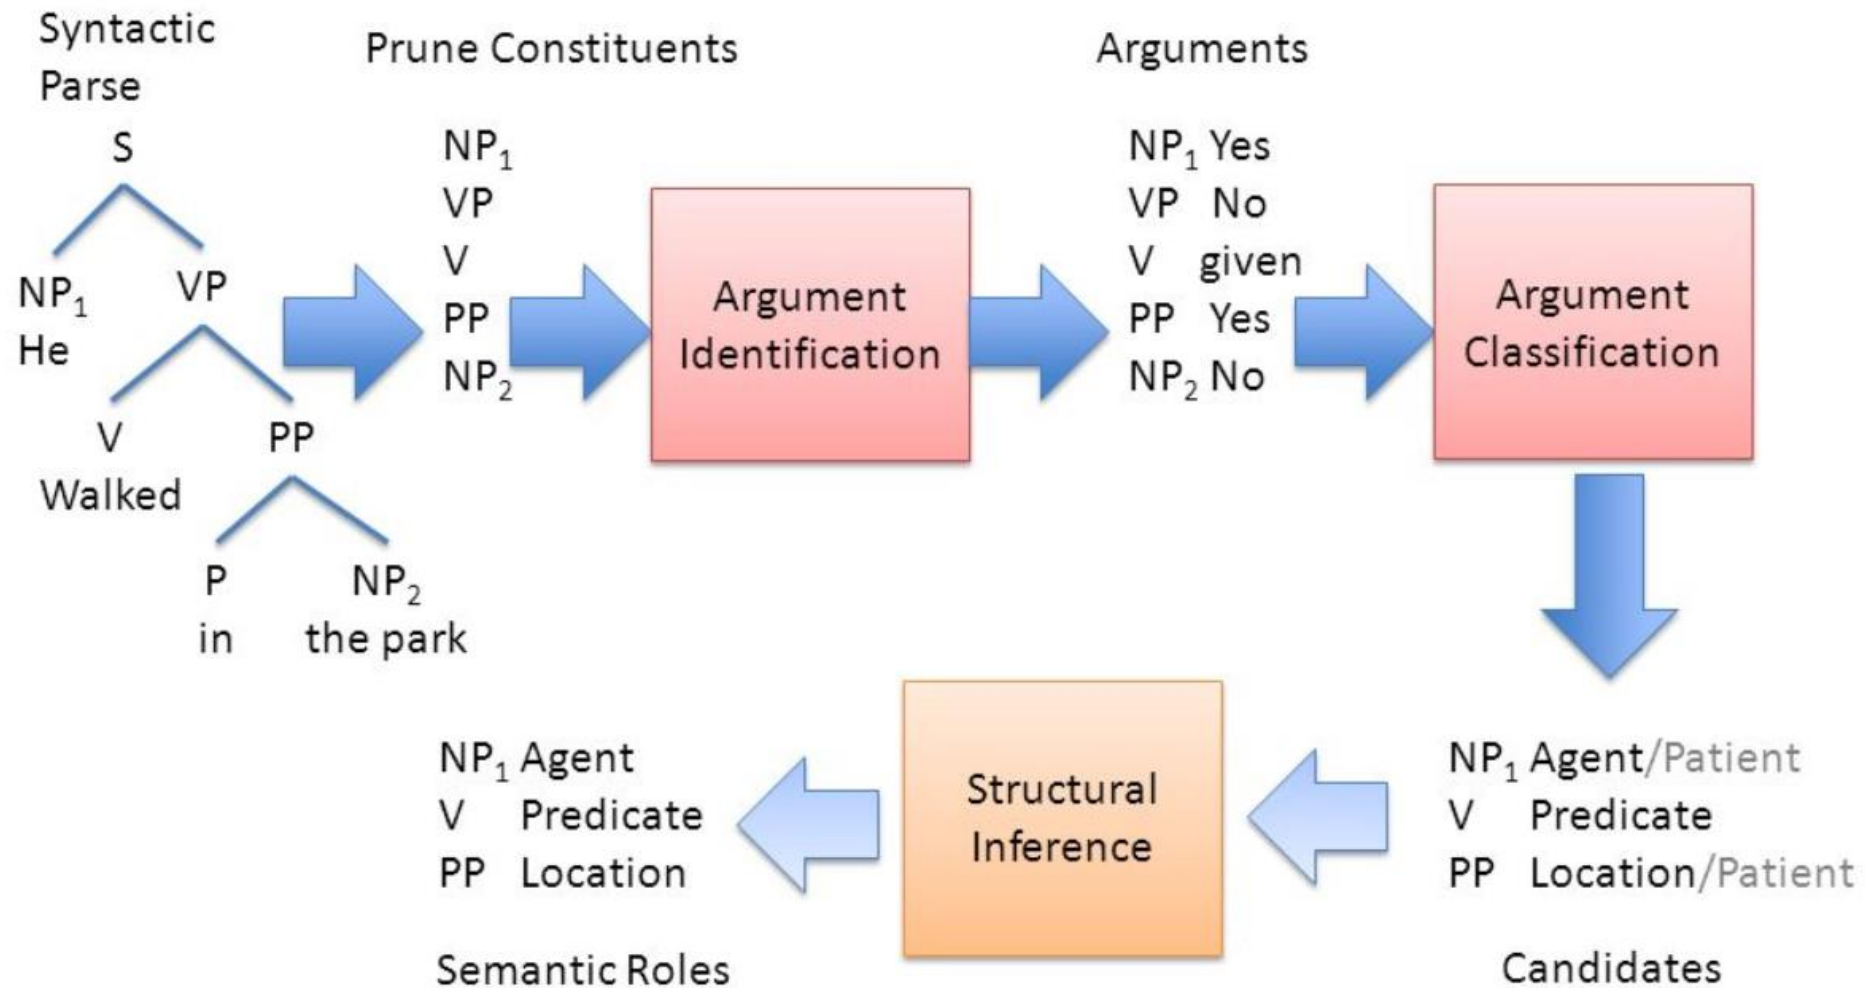 Syntactic
Parse
S
NP₁
He
VP
V
Walked
PP
P
in
NP₂
the park
Prune Constituents
NP₁
VP
V
PP
NP₂
Argument
Identification
Arguments
NP₁ Yes
VP No
V given
PP Yes
NP₂ No
Argument
Classification
NP₁ Agent/Patient
V Predicate
PP Location/Patient
Candidates
Structural
Inference
NP₁ Agent
V Predicate
PP Location
Semantic Roles